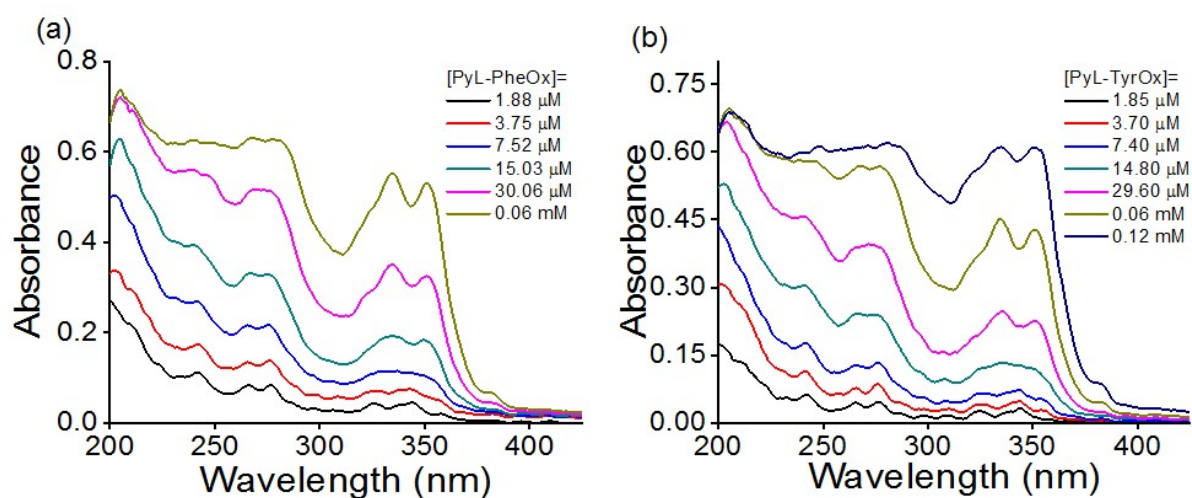 (a)
[PyL-PheOx]=
1.88 μM
3.75 μM
7.52 μM
15.03 μM
30.06 μM
0.06 mM
0.8
0.6
0.4
0.2
0.0
Absorbance
200 250 300 350 400
Wavelength (nm)
(b)
[PyL-TyrOx]=
1.85 μM
3.70 μM
7.40 μM
14.80 μM
29.60 μM
0.06 mM
0.12 mM
0.75
0.60
0.45
0.30
0.15
0.00
Absorbance
200 250 300 350 400
Wavelength (nm)